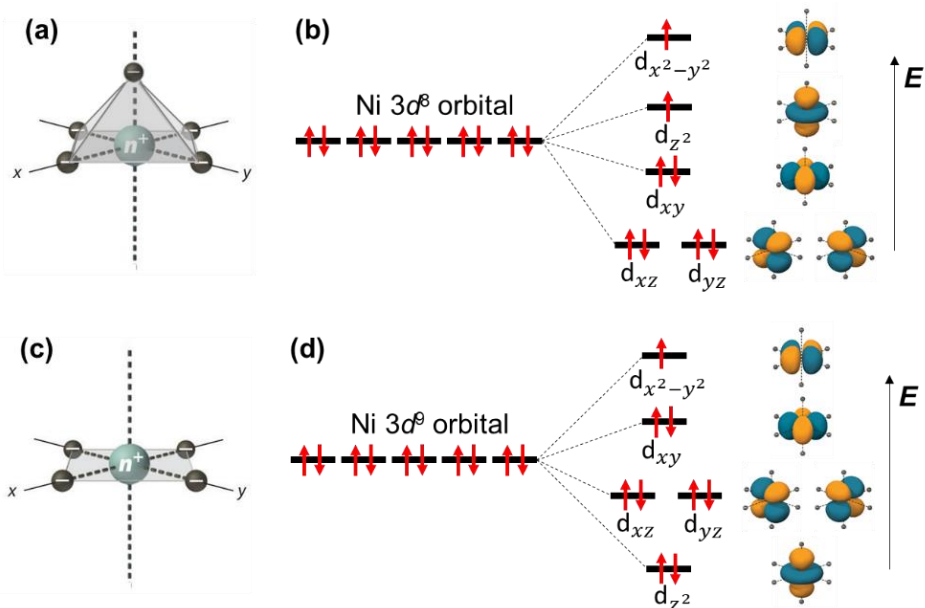 (a)
n+
x
y
(b)
Ni 3d⁸ orbital
dx²−y²
dz²
dxy
dxz dyz
E
(c)
n+
x
y
(d)
Ni 3d⁹ orbital
dx²−y²
dxy
dxz dyz
dz²
E